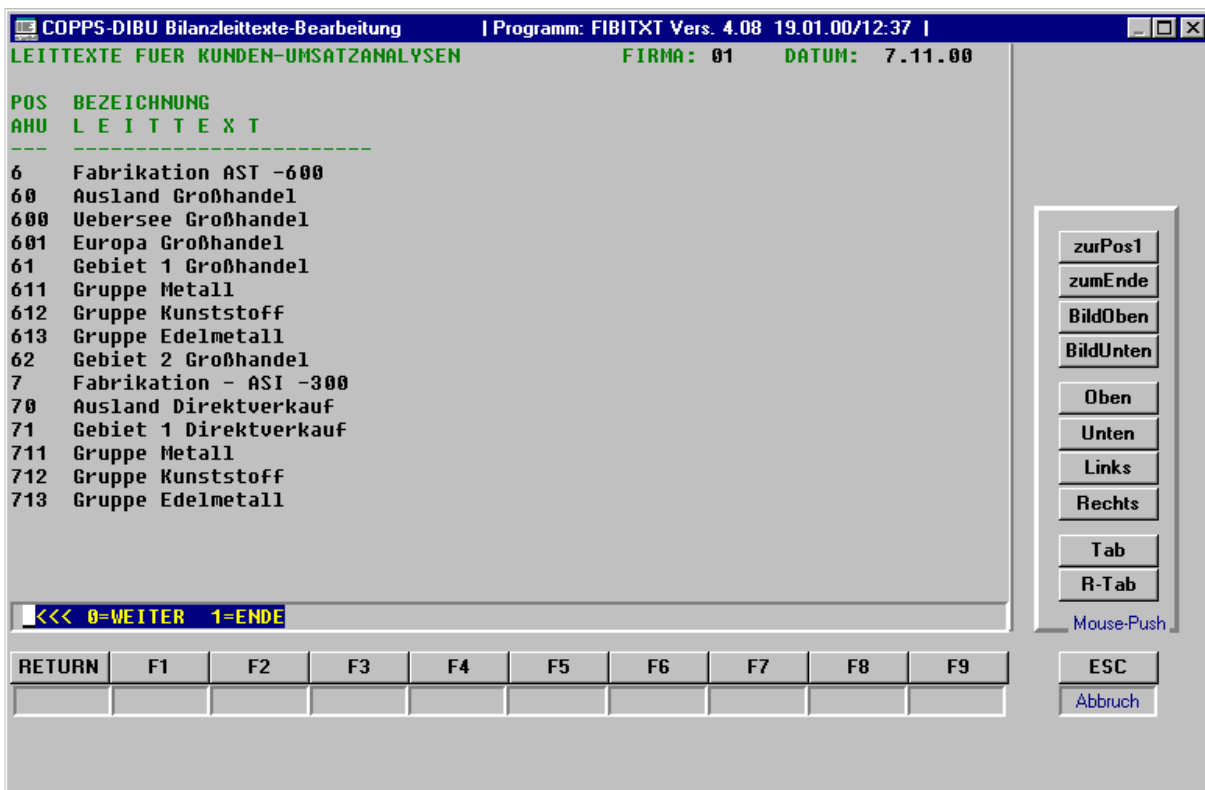 COPPS-DIBU Bilanzleittexte-Bearbeitung | Programm: FIBITXT Vers. 4.08 19.01.00/12:37 |
LEITTEXTE FUER KUNDEN-UMSATZANALYSEN FIRMA: 01 DATUM: 7.11.00
POS BEZEICHNUNG
AHU L E I T T E X T
--- ------------------------
6 Fabrikation AST -600
60 Ausland Großhandel
600 Uebersee Großhandel
601 Europa Großhandel
61 Gebiet 1 Großhandel
611 Gruppe Metall
612 Gruppe Kunststoff
613 Gruppe Edelmetall
62 Gebiet 2 Großhandel
7 Fabrikation - ASI -300
70 Ausland Direktverkauf
71 Gebiet 1 Direktverkauf
711 Gruppe Metall
712 Gruppe Kunststoff
713 Gruppe Edelmetall
_<<< 0=WEITER 1=ENDE
zurPos1
zumEnde
BildOben
BildUnten
Oben
Unten
Links
Rechts
Tab
R-Tab
Mouse-Push
RETURN F1 F2 F3 F4 F5 F6 F7 F8 F9 ESC
Abbruch